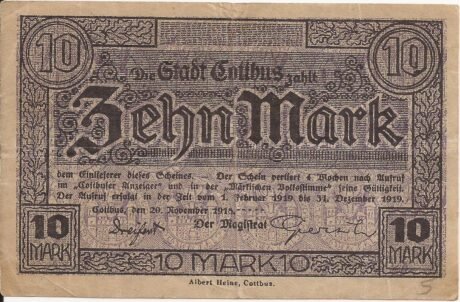 10 10
Die Stadt Cottbus zahlt
Zehn Mark
dem Einlieferer dieses Scheines. - Der Schein verliert 4 Wochen nach Aufruf
im „Cottbuser Anzeiger" und in der „Märkischen Volksstimme" seine Gültigkeit.
Der Aufruf erfolgt in der Zeit vom 1. Februar 1919 bis 31. Dezember 1919.
Cottbus, den 20. November 1918.
Der Magistrat
10 MARK
10 MARK
10 MARK 10
Albert Heine, Cottbus.
5